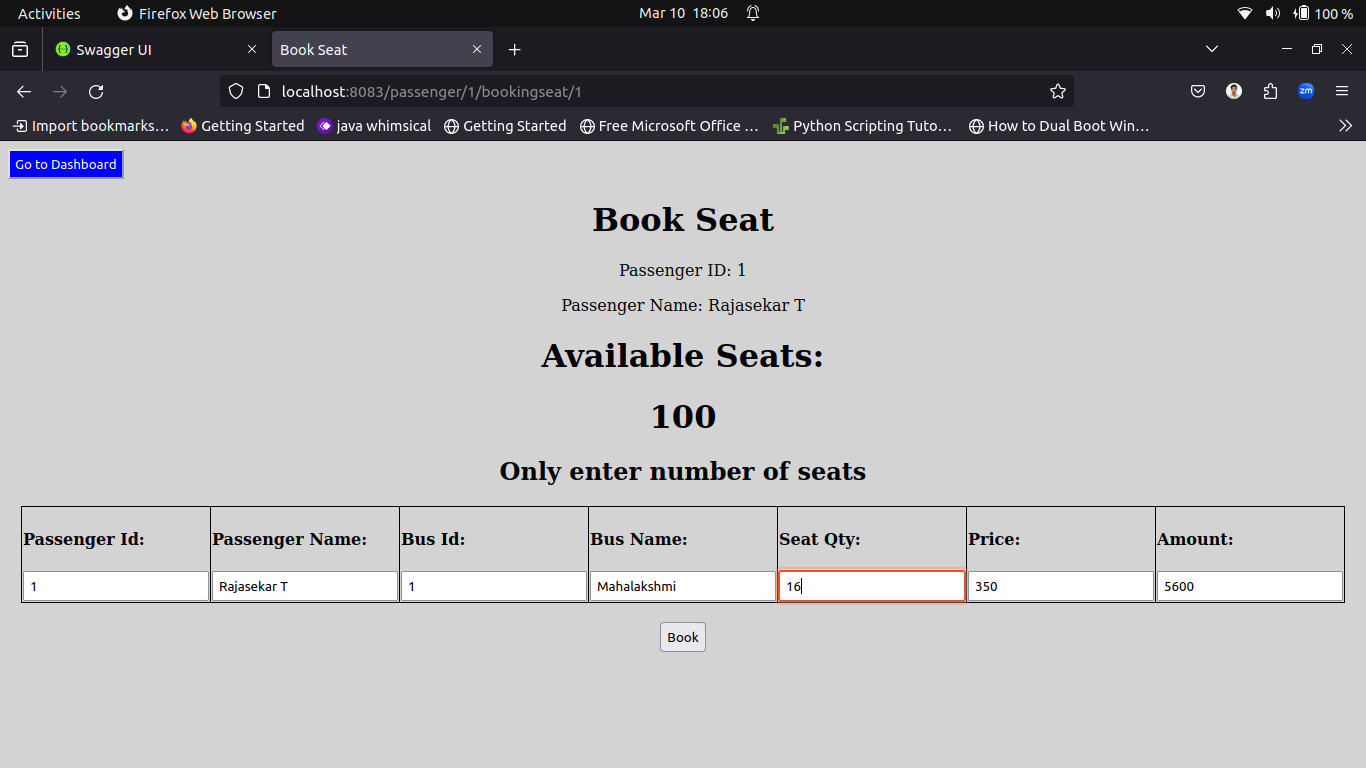 Activities Firefox Web Browser Mar 10 18:06 100 %
Swagger UI Book Seat
localhost:8083/passenger/1/bookingseat/1 zm
Import bookmarks… Getting Started java whimsical Getting Started Free Microsoft Office … Python Scripting Tuto… How to Dual Boot Win…
Go to Dashboard
Book Seat
Passenger ID: 1
Passenger Name: Rajasekar T
Available Seats:
100
Only enter number of seats
Passenger Id: Passenger Name: Bus Id: Bus Name: Seat Qty: Price: Amount:
1 Rajasekar T 1 Mahalakshmi 16 350 5600
Book